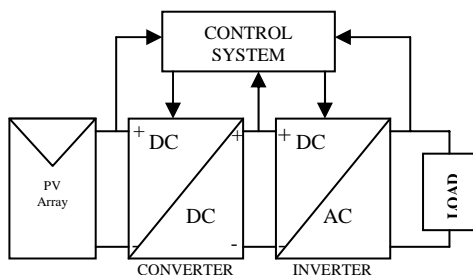 CONTROL
SYSTEM
+
DC
+
+
DC
PV
Array
DC
AC
LOAD
-
-
-
CONVERTER
INVERTER